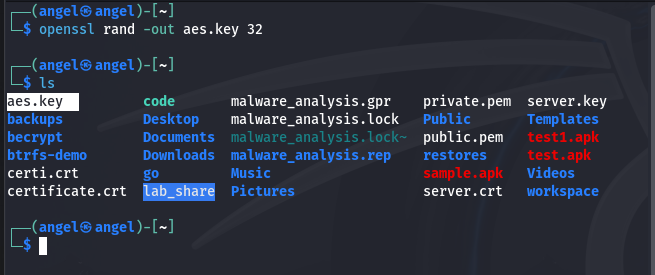 ┌──(angel㉿angel)-[~]
└─$ openssl rand -out aes.key 32
┌──(angel㉿angel)-[~]
└─$ ls
aes.key code malware_analysis.gpr private.pem server.key
backups Desktop malware_analysis.lock Public Templates
becrypt Documents malware_analysis.lock~ public.pem test1.apk
btrfs-demo Downloads malware_analysis.rep restores test.apk
certi.crt go Music sample.apk Videos
certificate.crt lab_share Pictures server.crt workspace
┌──(angel㉿angel)-[~]
└─$